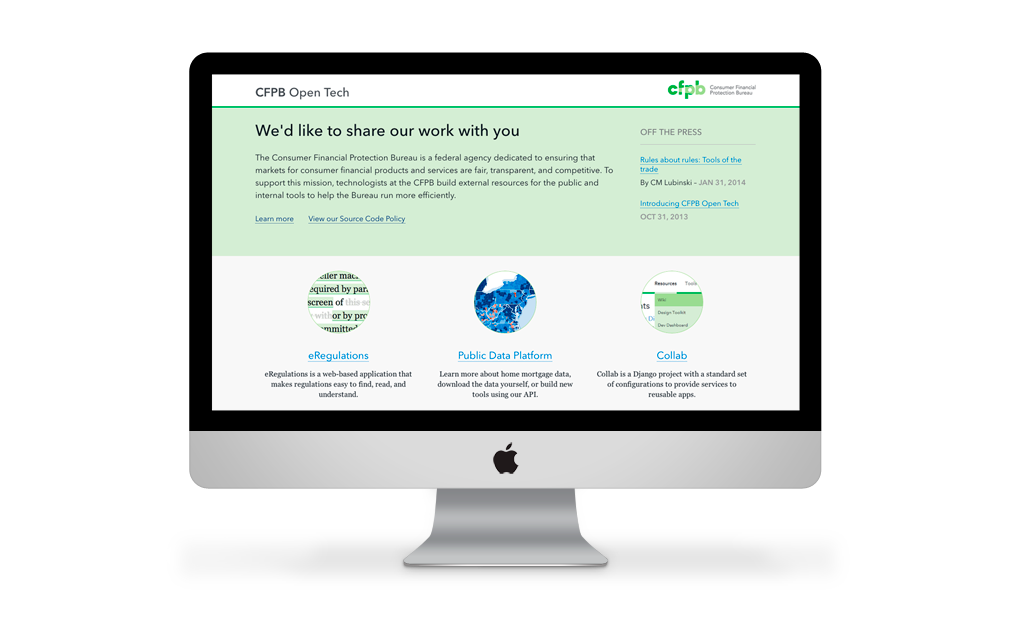 CFPB Open Tech
cfpb Consumer Financial
Protection Bureau
We'd like to share our work with you
The Consumer Financial Protection Bureau is a federal agency dedicated to ensuring that
markets for consumer financial products and services are fair, transparent, and competitive. To
support this mission, technologists at the CFPB build external resources for the public and
internal tools to help the Bureau run more efficiently.
Learn more View our Source Code Policy
OFF THE PRESS
Rules about rules: Tools of the
trade
By CM Lubinski – JAN 31, 2014
Introducing CFPB Open Tech
OCT 31, 2013
equired by par
screen of this se
with or by pro
eRegulations
eRegulations is a web-based application that
makes regulations easy to find, read, and
understand.
Public Data Platform
Learn more about home mortgage data,
download the data yourself, or build new
tools using our API.
Resources Tools
Wiki
Design Toolkit
Dev Dashboard
Collab
Collab is a Django project with a standard set
of configurations to provide services to
reusable apps.